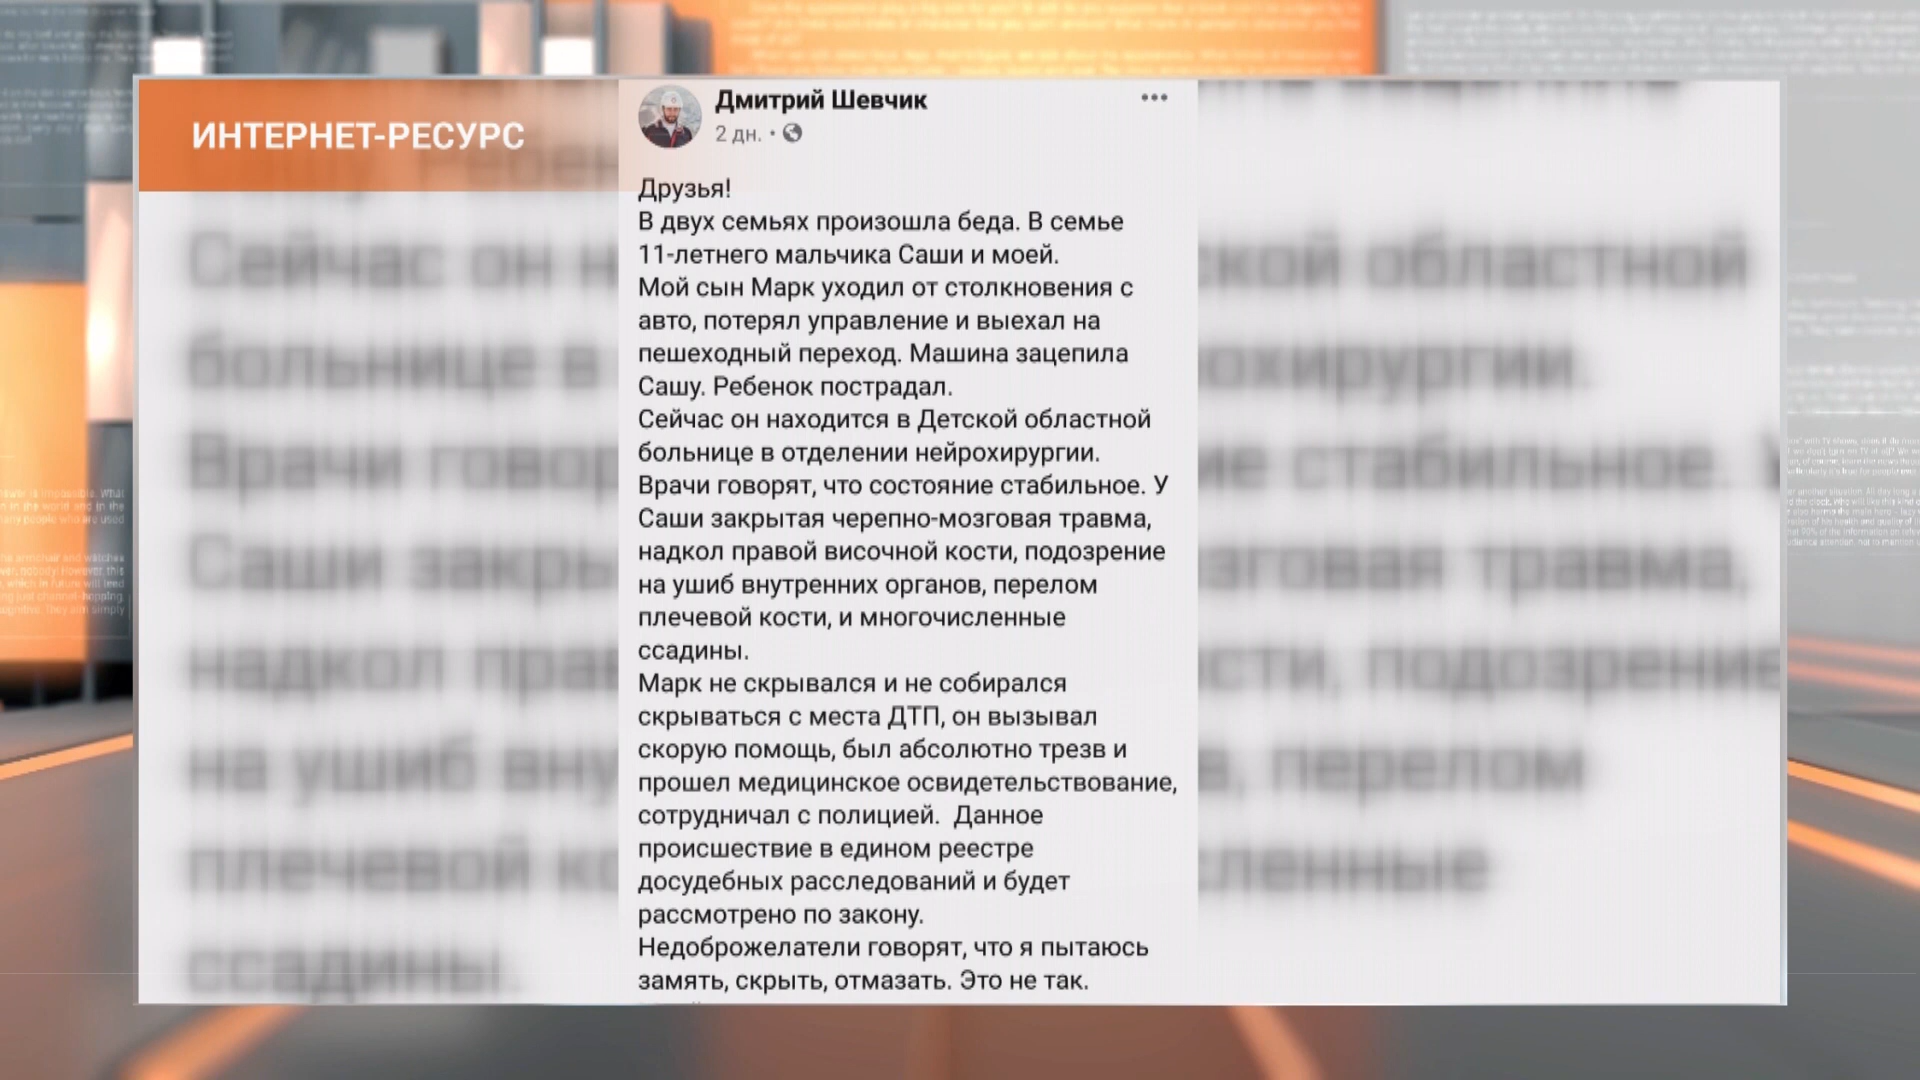 ИНТЕРНЕТ-РЕСУРС
Дмитрий Шевчик
2 дн.
Друзья!
В двух семьях произошла беда. В семье
11-летнего мальчика Саши и моей.
Мой сын Марк уходил от столкновения с
авто, потерял управление и выехал на
пешеходный переход. Машина зацепила
Сашу. Ребенок пострадал.
Сейчас он находится в Детской областной
больнице в отделении нейрохирургии.
Врачи говорят, что состояние стабильное. У
Саши закрытая черепно-мозговая травма,
надкол правой височной кости, подозрение
на ушиб внутренних органов, перелом
плечевой кости, и многочисленные
ссадины.
Марк не скрывался и не собирался
скрываться с места ДТП, он вызывал
скорую помощь, был абсолютно трезв и
прошел медицинское освидетельствование,
сотрудничал с полицией. Данное
происшествие в едином реестре
досудебных расследований и будет
рассмотрено по закону.
Недоброжелатели говорят, что я пытаюсь
замять, скрыть, отмазать. Это не так.